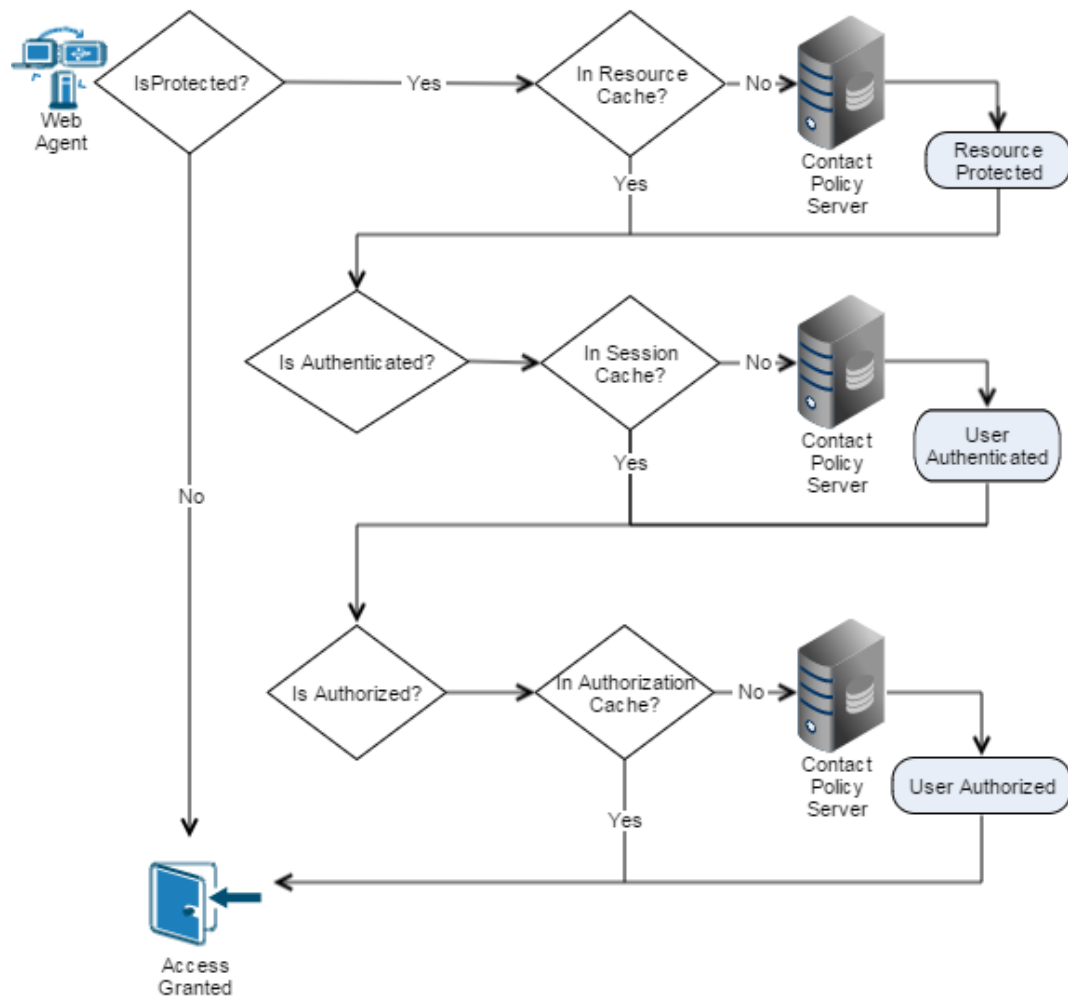 Web
Agent
IsProtected?
Yes
In Resource
Cache?
No
Contact
Policy
Server
Resource
Protected
Yes
Is Authenticated?
In Session
Cache?
No
Contact
Policy
Server
User
Authenticated
Yes
No
Is Authorized?
In Authorization
Cache?
No
Contact
Policy
Server
User Authorized
Yes
Access
Granted